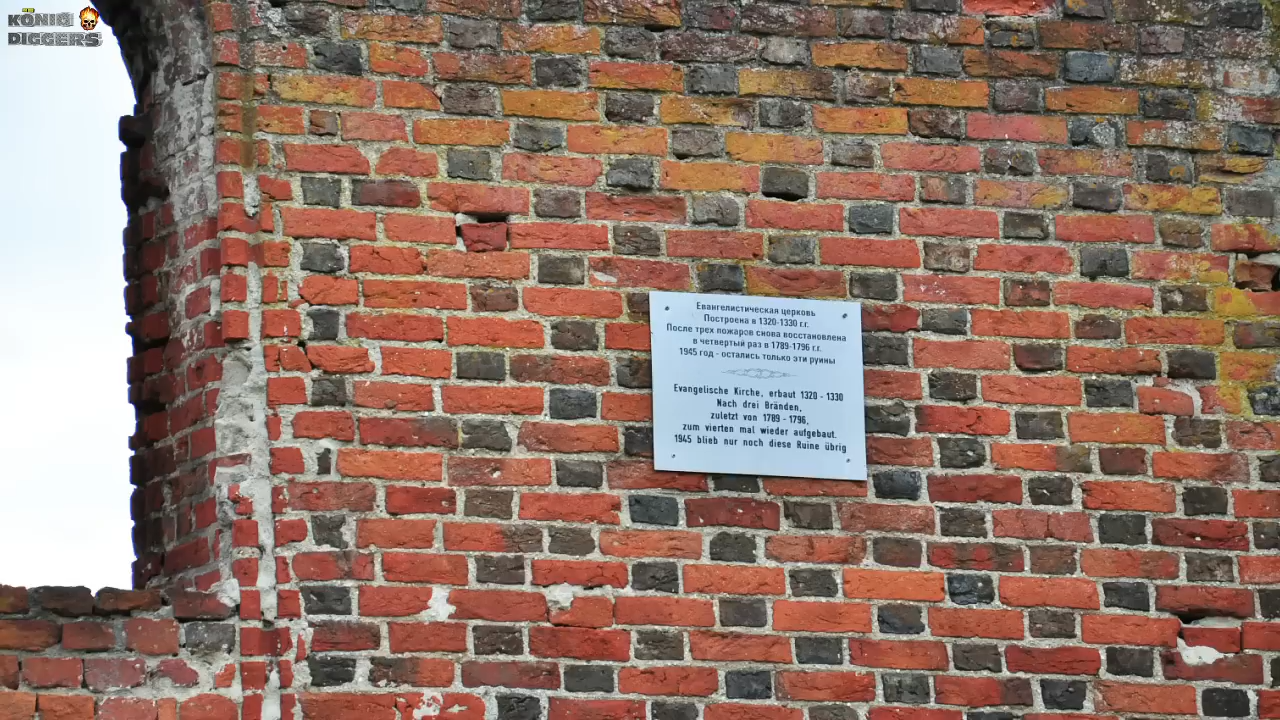 KÖNIG
DIGGERS
Евангелистическая церковь
Построена в 1320-1330 г.г.
После трех пожаров снова восстановлена
в четвертый раз в 1789-1796 г.г.
1945 год - остались только эти руины
Evangelische Kirche, erbaut 1320 - 1330
Nach drei Bränden,
zuletzt von 1789 - 1796,
zum vierten mal wieder aufgebaut.
1945 blieb nur noch diese Ruine übrig